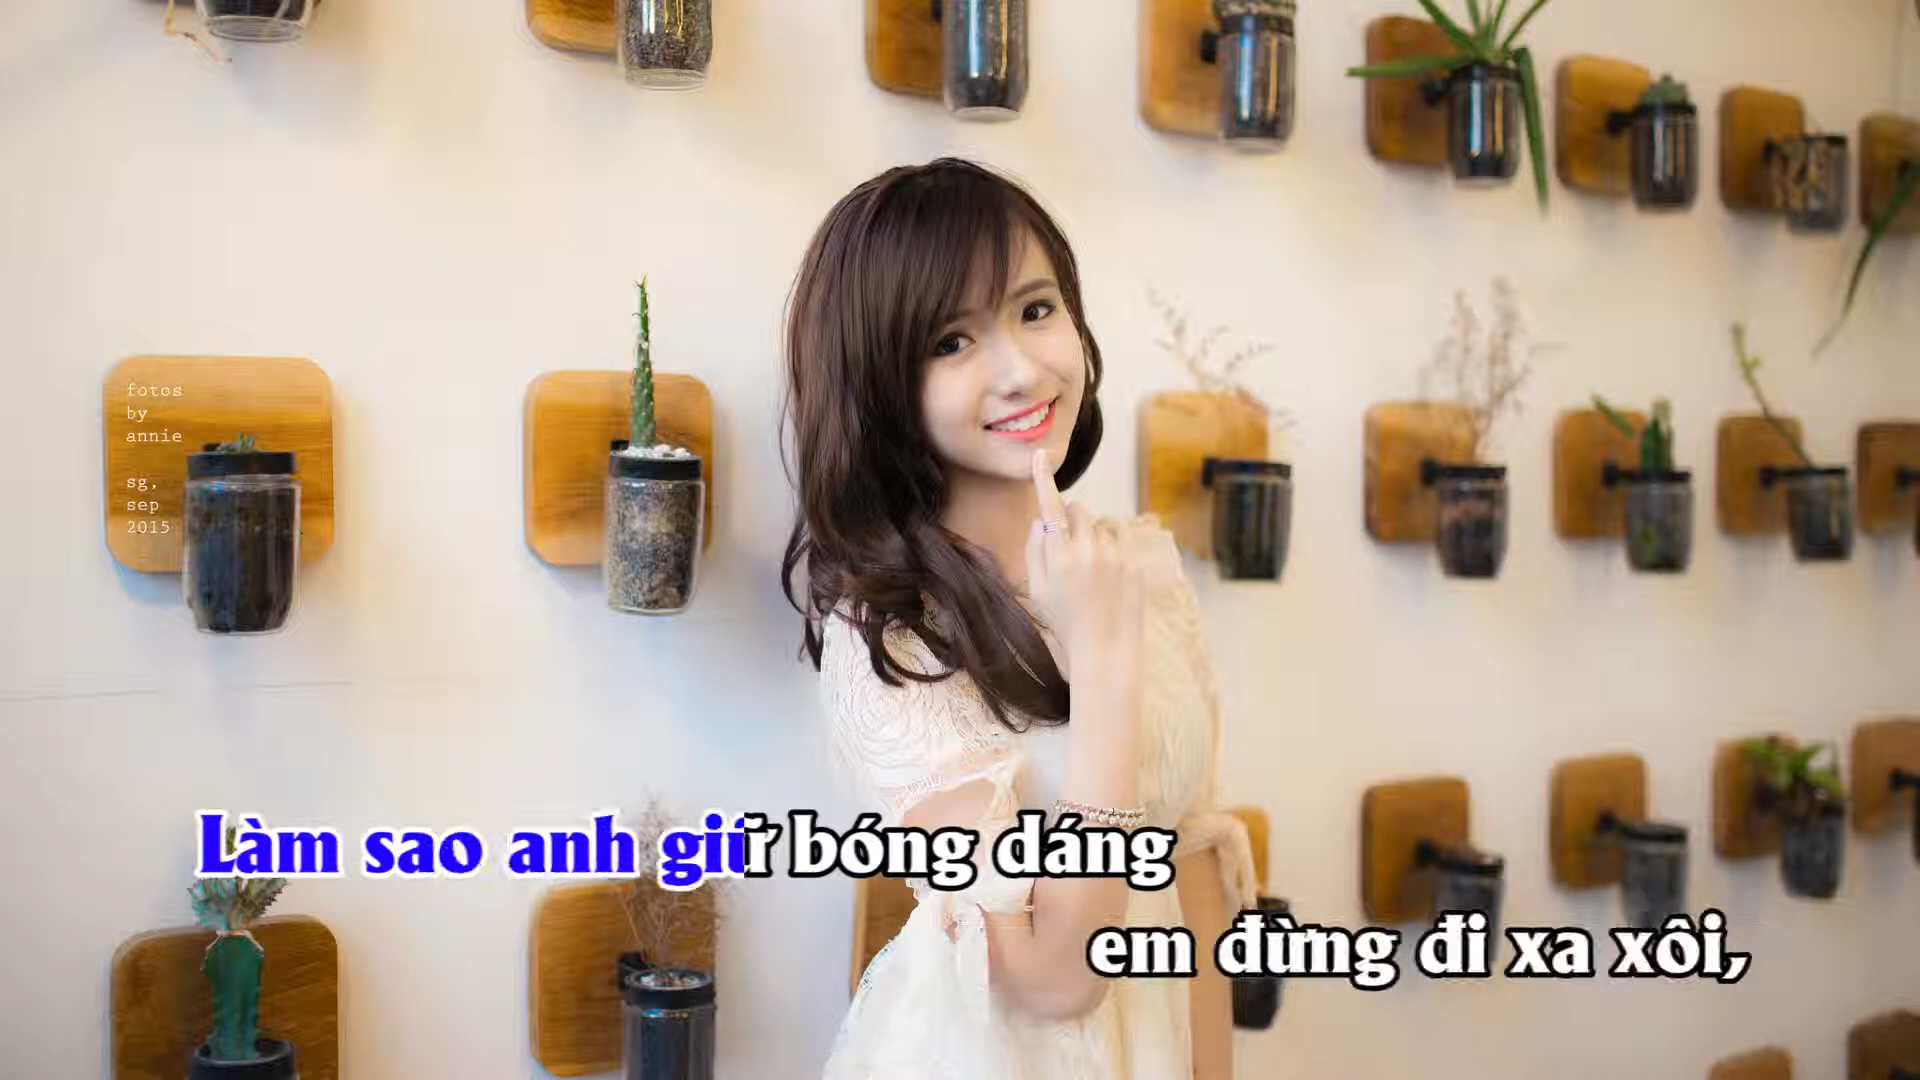 fotos
by
annie
sg,
sep
2015
Làm sao anh giữ bóng dáng
em đừng đi xa xôi,